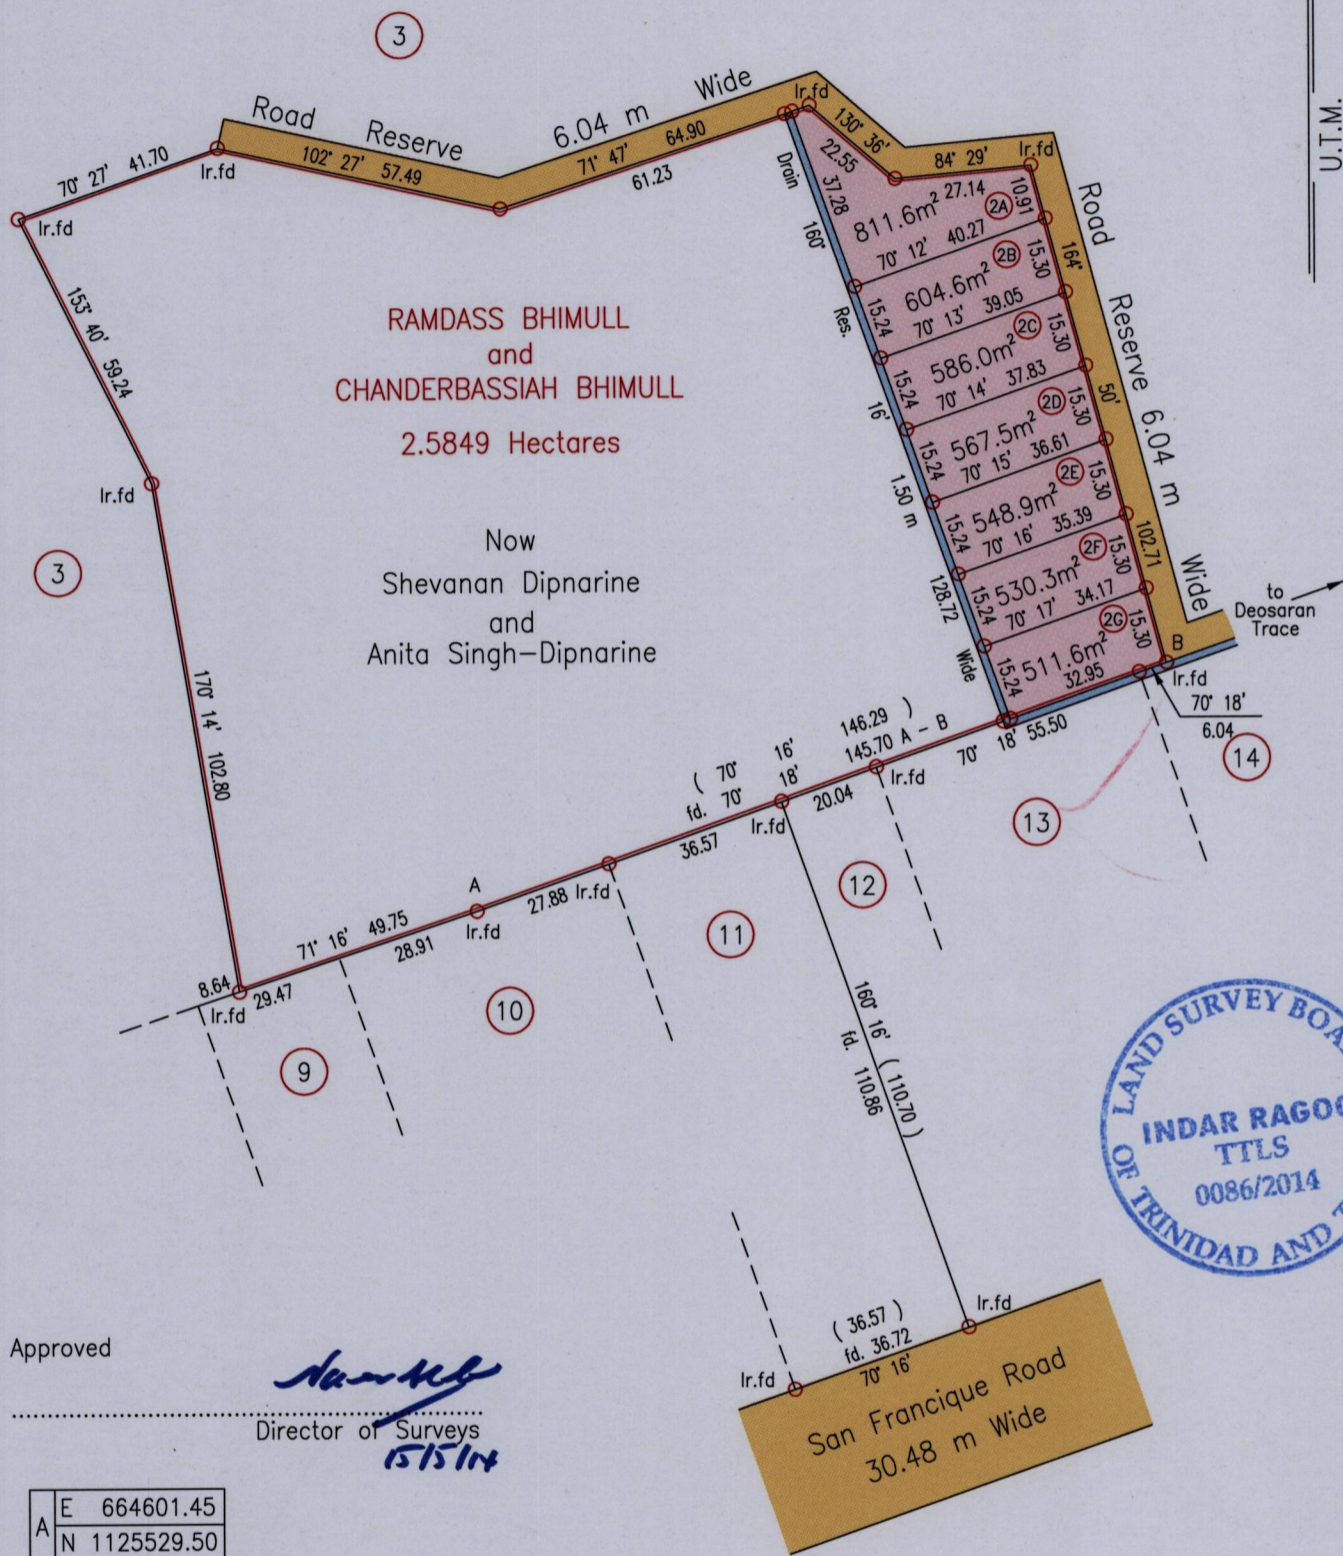 3
U.T.M
Road Reserve 6.04 m Wide
Ir.fd
70° 27' 41.70
Ir.fd
Ir.fd
102° 27' 57.49
71° 47' 64.90
61.23
130° 36'
22.55
84° 29'
27.14
Ir.fd
10.91
Road Reserve 6.04 m Wide
164° 50' 102.71
Drain Res. 1.50 m Wide
160° 16' 128.72
37.28
811.6m² 2A
70° 12' 40.27
15.24
604.6m² 2B
15.30
70° 13' 39.05
15.24
586.0m² 2C
15.30
70° 14' 37.83
15.24
567.5m² 2D
15.30
70° 15' 36.61
15.24
548.9m² 2E
15.30
70° 16' 35.39
15.24
530.3m² 2F
15.30
70° 17' 34.17
15.24
511.6m² 2G
15.30
32.95
B
Ir.fd
to
Deosaran
Trace
70° 18'
6.04
14
153° 40' 59.24
Ir.fd
RAMDASS BHIMULL
and
CHANDERBASSIAH BHIMULL
2.5849 Hectares
Now
Shevanan Dipnarine
and
Anita Singh-Dipnarine
3
170° 14' 102.80
( 70° 16' 146.29 )
fd. 70° 18' 145.70 A - B
70° 18' 55.50
Ir.fd
20.04
Ir.fd
36.57
Ir.fd
27.88
A
Ir.fd
71° 16' 49.75
28.91
8.64
29.47
Ir.fd
13
12
11
10
9
160° 16' ( 110.70 )
fd. 110.86
LAND SURVEY BOA
OF TRINIDAD AND T
INDAR RAGOO
TTLS
0086/2014
( 36.57 )
fd. 36.72
70° 16'
Ir.fd
Ir.fd
San Francique Road
30.48 m Wide
Approved
Director of Surveys
15/5/14
A
E 664601.45
N 1125529.50